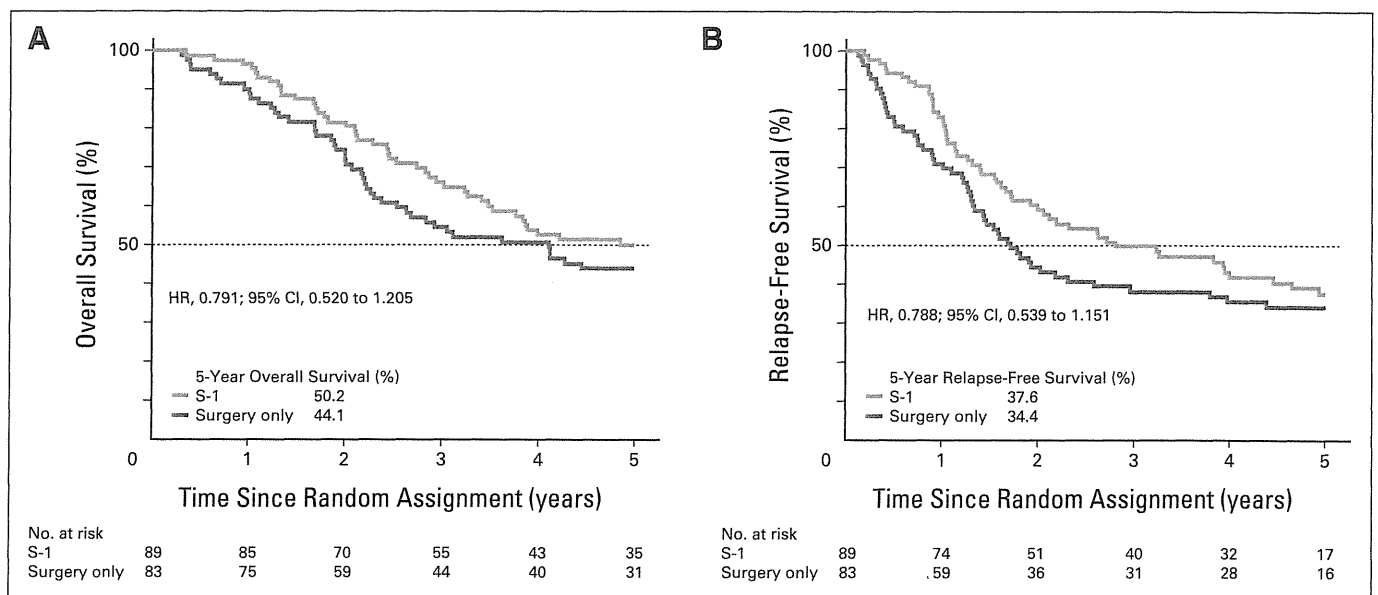 A
100
50
Overall Survival (%)
HR, 0.791; 95% CI, 0.520 to 1.205
5-Year Overall Survival (%)
S-1 50.2
Surgery only 44.1
0 1 2 3 4 5
Time Since Random Assignment (years)
No. at risk
S-1 89 85 70 55 43 35
Surgery only 83 75 59 44 40 31
B
100
50
Relapse-Free Survival (%)
HR, 0.788; 95% CI, 0.539 to 1.151
5-Year Relapse-Free Survival (%)
S-1 37.6
Surgery only 34.4
0 1 2 3 4 5
Time Since Random Assignment (years)
No. at risk
S-1 89 74 51 40 32 17
Surgery only 83 59 36 31 28 16